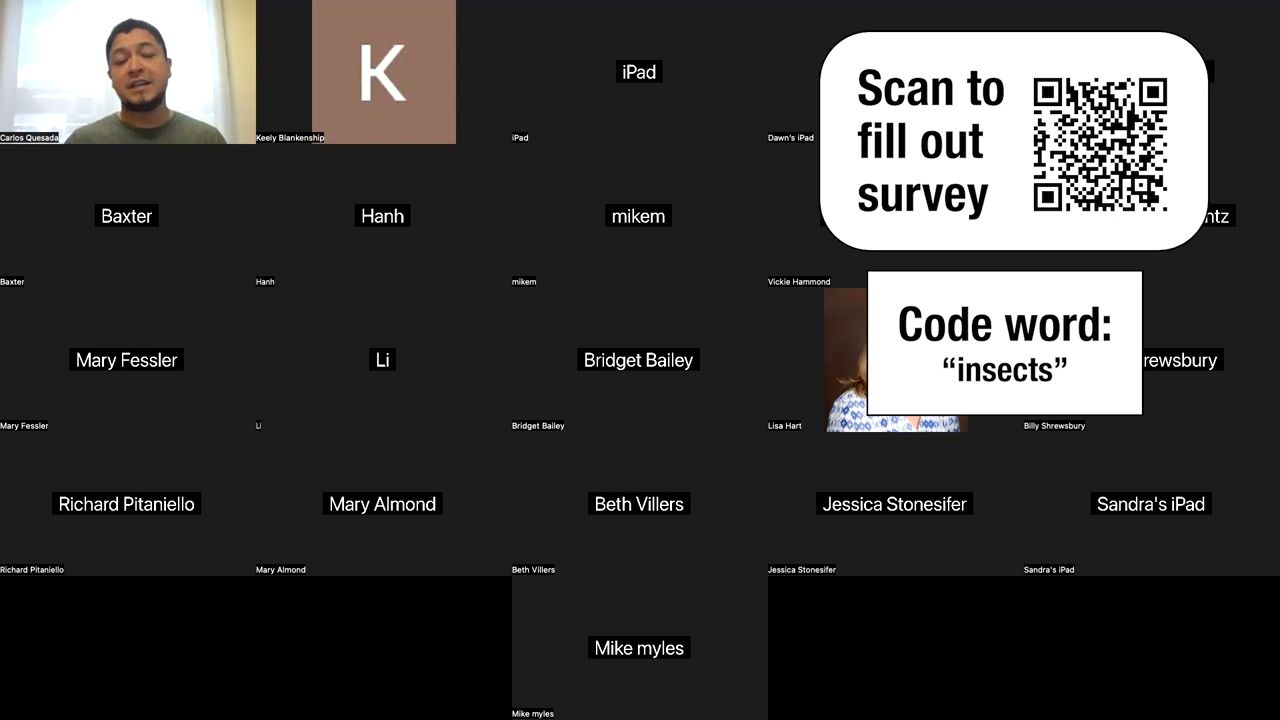 K
iPad
Scan to
fill out
survey
Carlos Quesada
Keely Blankenship
iPad
Dawn's iPad
Baxter
Hanh
mikem
Baxter
Hanh
mikem
Vickie Hammond
Code word:
“insects”
Mary Fessler
Li
Bridget Bailey
Mary Fessler
Li
Bridget Bailey
Lisa Hart
Billy Shrewsbury
Richard Pitaniello
Mary Almond
Beth Villers
Jessica Stonesifer
Sandra's iPad
Richard Pitaniello
Mary Almond
Beth Villers
Jessica Stonesifer
Sandra's iPad
Mike myles
Mike myles